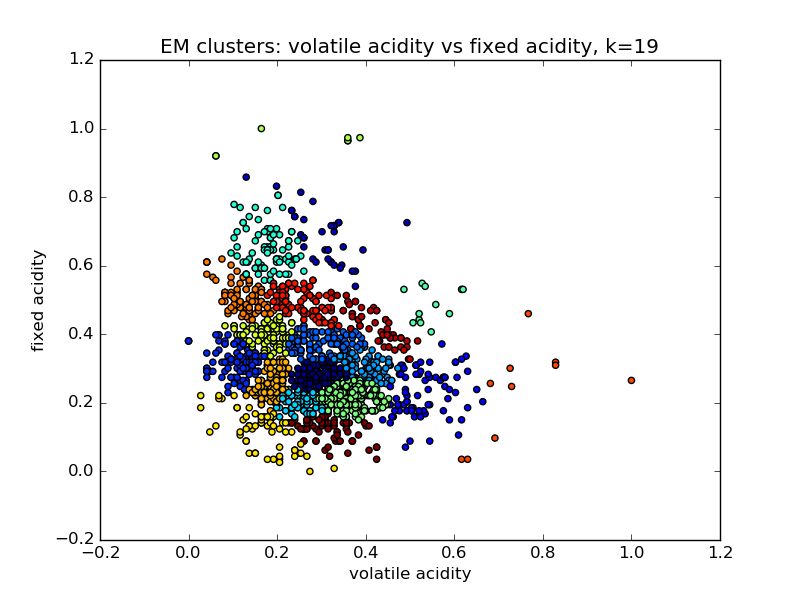 EM clusters: volatile acidity vs fixed acidity, k=19
1.2
1.0
0.8
0.6
0.4
0.2
0.0
−0.2
fixed acidity
−0.2 0.0 0.2 0.4 0.6 0.8 1.0 1.2
volatile acidity